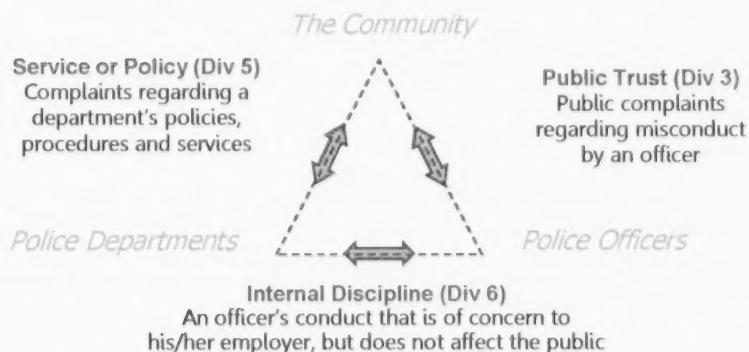 The Community
Service or Policy (Div 5)
Complaints regarding a
department's policies,
procedures and services
Public Trust (Div 3)
Public complaints
regarding misconduct
by an officer
Police Departments
Police Officers
Internal Discipline (Div 6)
An officer's conduct that is of concern to
his/her employer, but does not affect the public